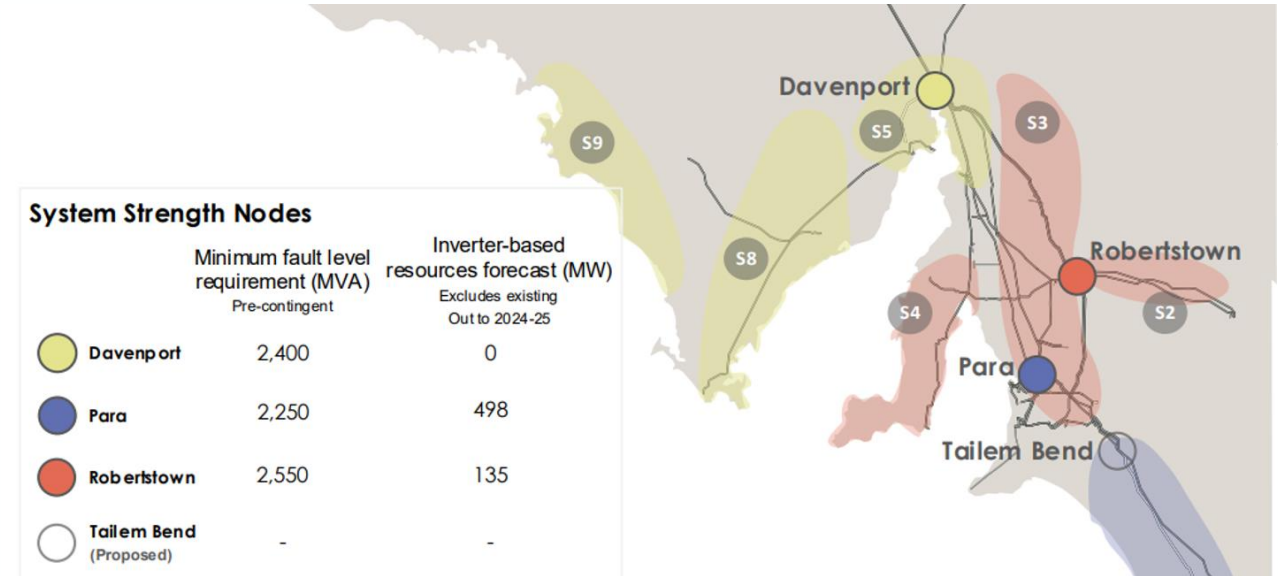 System Strength Nodes
Minimum fault level
requirement (MVA)
Pre-contingent
Inverter-based
resources forecast (MW)
Excludes existing
Out to 2024-25
Davenport 2,400 0
Para 2,250 498
Robertstown 2,550 135
Tailem Bend
(Proposed)
- -
Davenport
S5
S3
S9
S8
Robertstown
S4
S2
Para
Tailem Bend